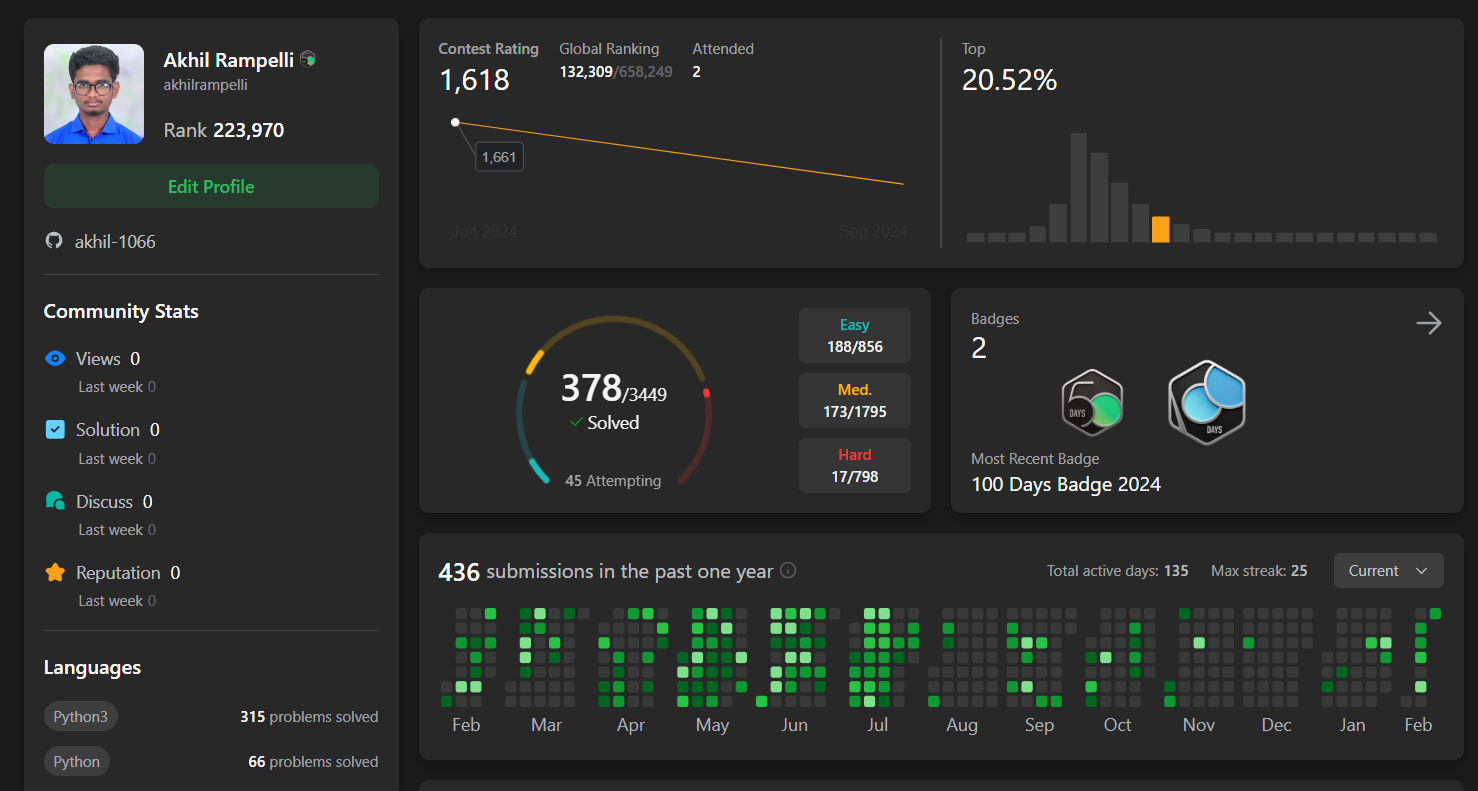 Akhil Rampelli
akhilrampelli
Rank 223,970
Edit Profile
akhil-1066
Community Stats
Views 0
Last week 0
Solution 0
Last week 0
Discuss 0
Last week 0
Reputation 0
Last week 0
Languages
Python3 315 problems solved
Python 66 problems solved
Contest Rating Global Ranking Attended
1,618 132,309/658,249 2
1,661
Jun 2024 Sep 2024
Top
20.52%
378/3449
Solved
45 Attempting
Easy
188/856
Med.
173/1795
Hard
17/798
Badges
2
50 DAYS
DAYS
Most Recent Badge
100 Days Badge 2024
436 submissions in the past one year Total active days: 135 Max streak: 25 Current
Feb Mar Apr May Jun Jul Aug Sep Oct Nov Dec Jan Feb